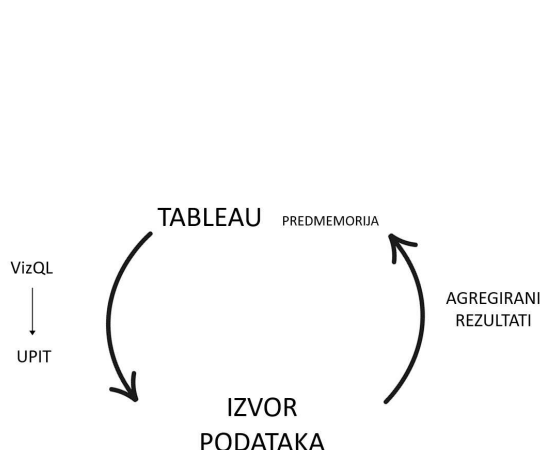 TABLEAU PREDMEMORIJA
VizQL
UPIT
AGREGIRANI
REZULTATI
IZVOR
PODATAKA